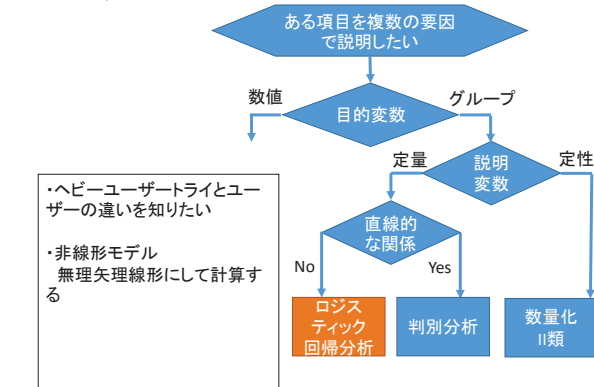 ある項目を複数の要因
で説明したい
数値
グループ
目的変数
定量
説明
変数
定性
・ヘビーユーザートライとユー
ザーの違いを知りたい
・非線形モデル
無理矢理線形にして計算す
る
直線的
な関係
No
Yes
ロジス
ティック
回帰分析
判別分析
数量化
II類